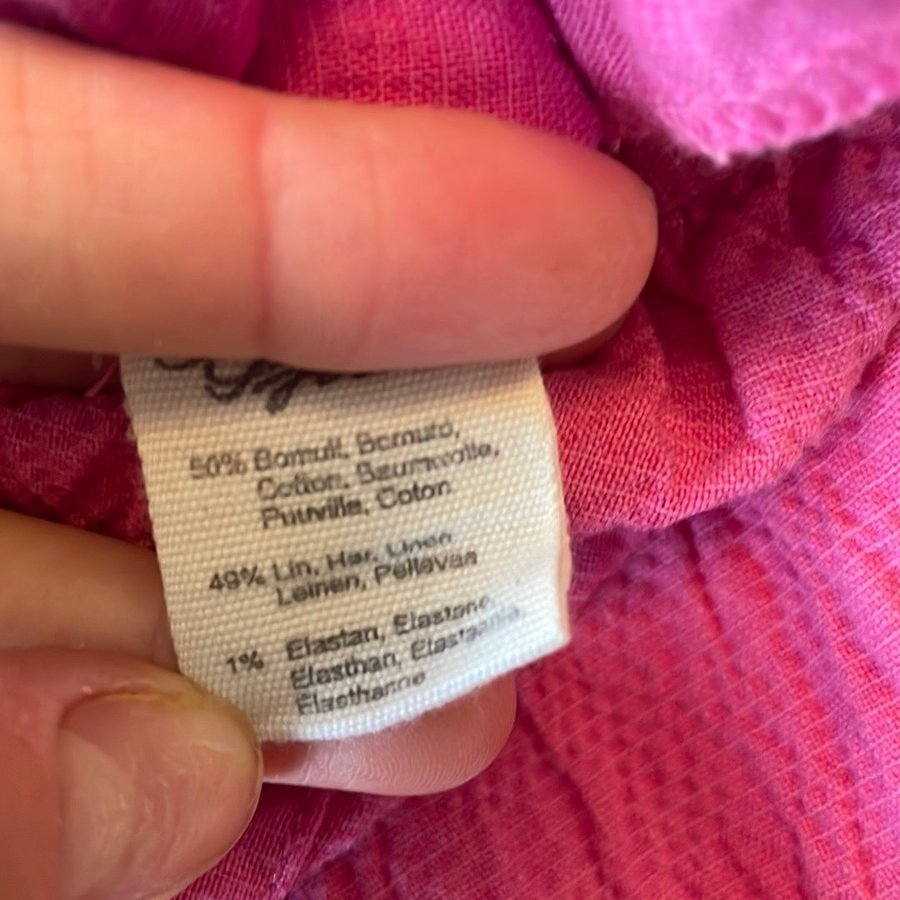 50% Bomull, Bomuld,
Cotton, Baumwolle,
Puuvilla, Coton
49% Lin, Hør, Linen
Leinen, Pellavaa
1% Elastan, Elastane,
Elasthan, Elastaania,
Elasthanne